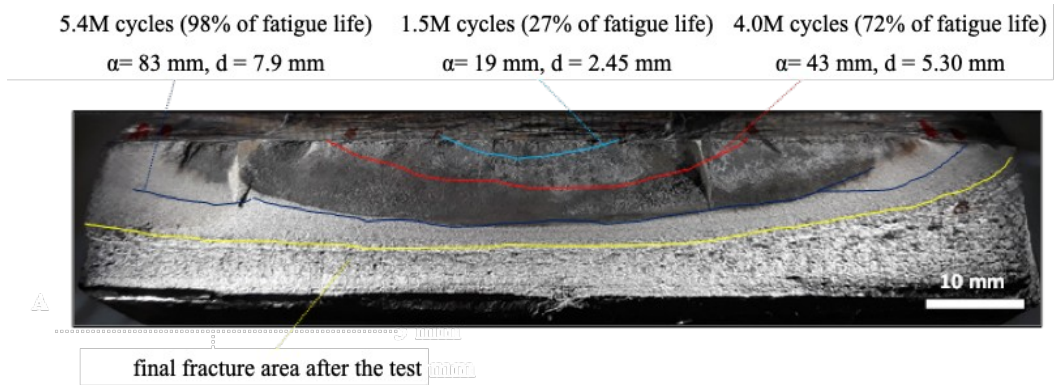 5.4M cycles (98% of fatigue life) 1.5M cycles (27% of fatigue life) 4.0M cycles (72% of fatigue life)
α= 83 mm, d = 7.9 mm α= 19 mm, d = 2.45 mm α= 43 mm, d = 5.30 mm
10 mm
A
final fracture area after the test